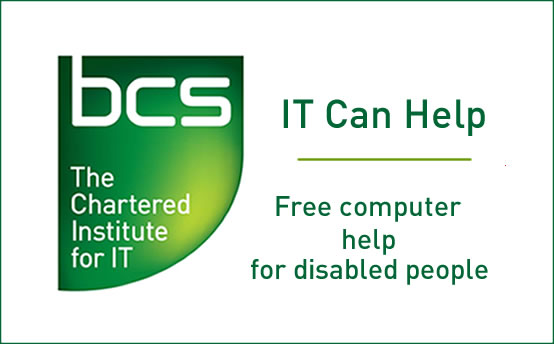 bcs
The
Chartered
Institute
for IT
IT Can Help
Free computer
help
for disabled people